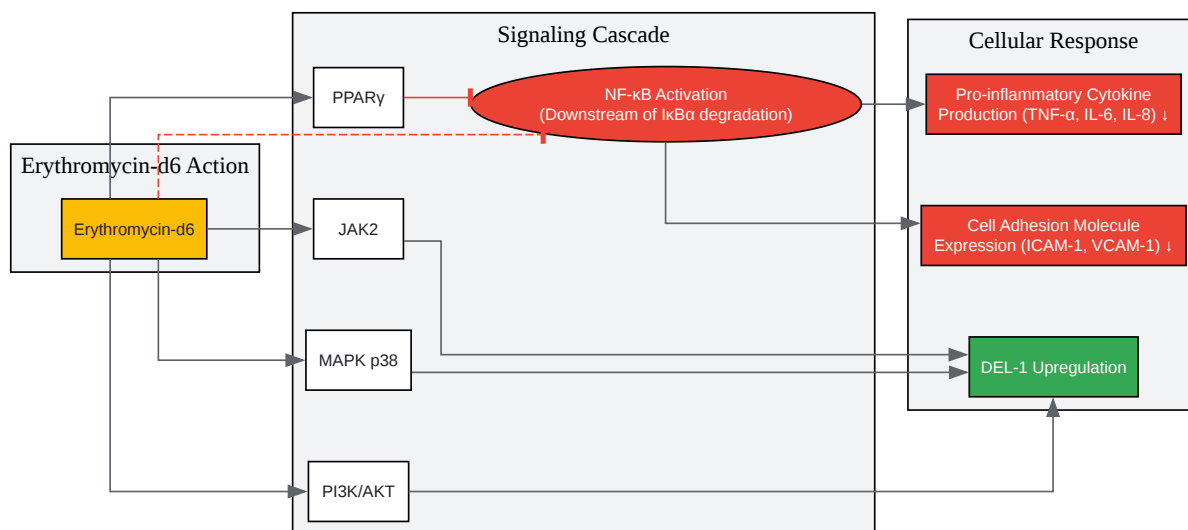 Signaling Cascade
Cellular Response
PPARγ
NF-κB Activation
(Downstream of IκBα degradation)
Pro-inflammatory Cytokine
Production (TNF-α, IL-6, IL-8) ↓
Erythromycin-d6 Action
Erythromycin-d6
JAK2
Cell Adhesion Molecule
Expression (ICAM-1, VCAM-1) ↓
MAPK p38
DEL-1 Upregulation
PI3K/AKT